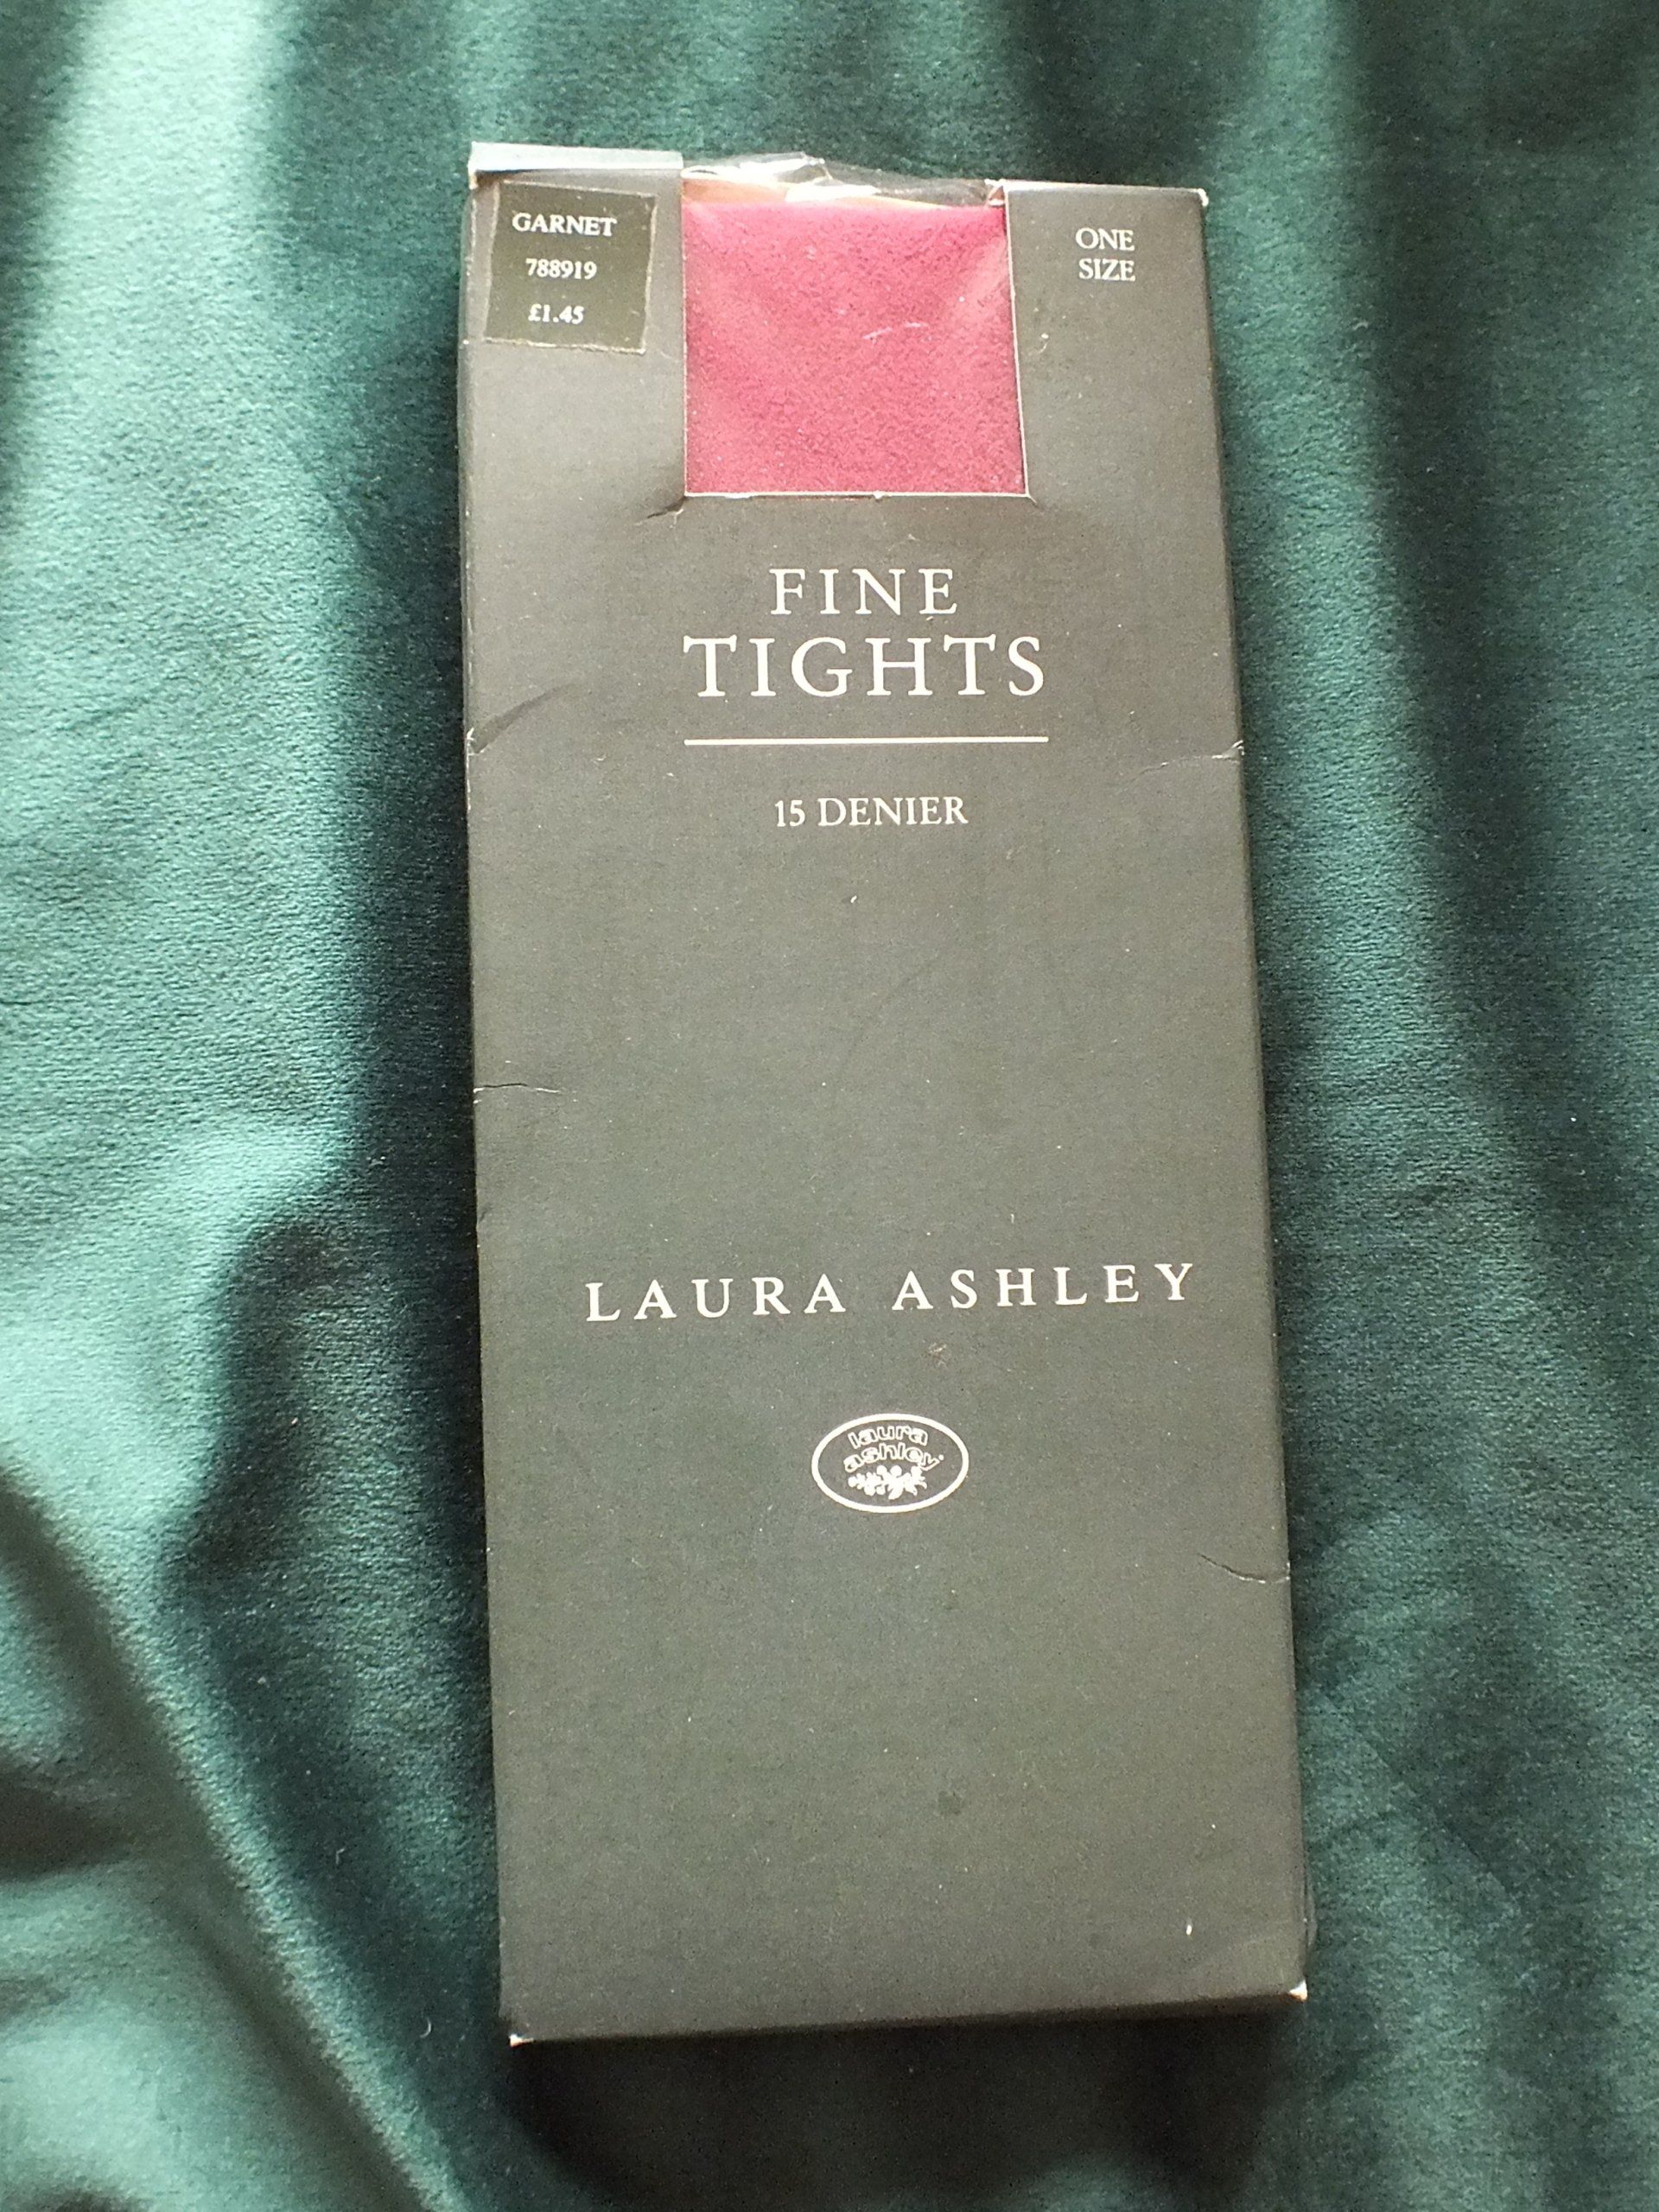 GARNET
788919
£1.45
ONE
SIZE
FINE
TIGHTS
15 DENIER
LAURA ASHLEY
laura
ashley